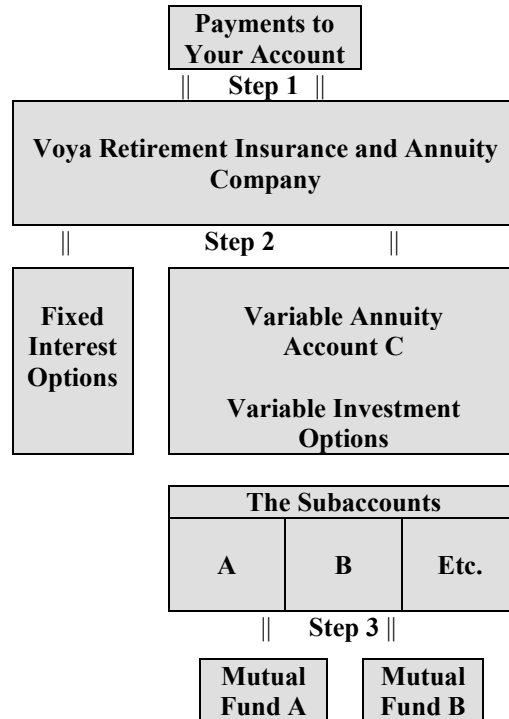 Payments to
Your Account
|| Step 1 ||
Voya Retirement Insurance and Annuity
Company
|| Step 2 ||
Fixed
Interest
Options
Variable Annuity
Account C
Variable Investment
Options
The Subaccounts
A B Etc.
|| Step 3 ||
Mutual
Fund A
Mutual
Fund B